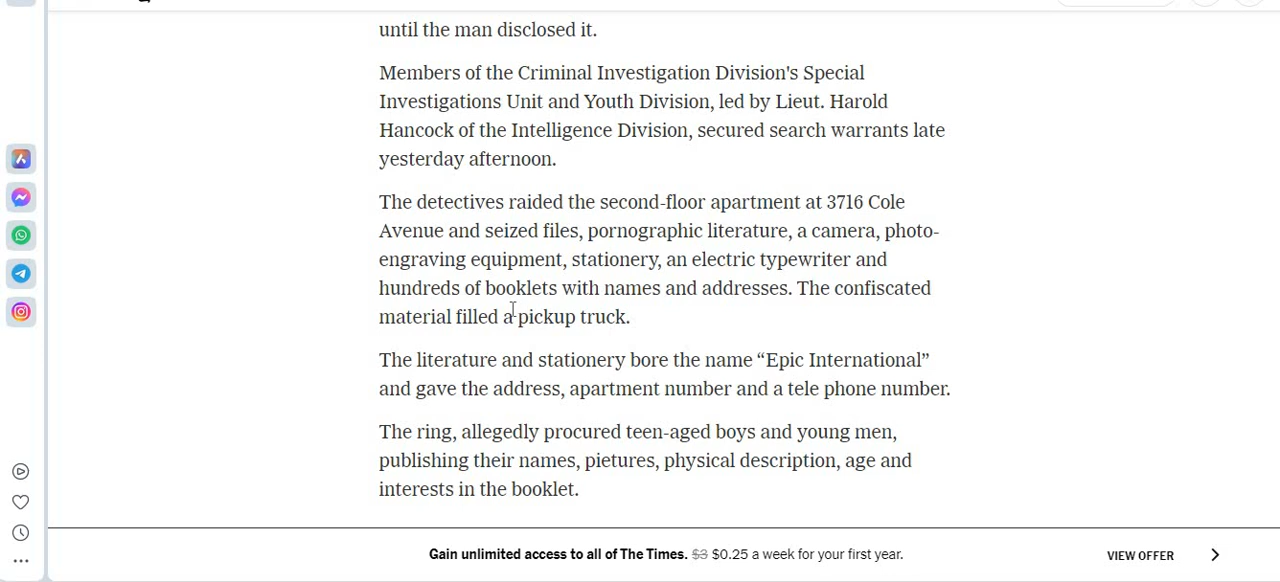 until the man disclosed it.
Members of the Criminal Investigation Division's Special
Investigations Unit and Youth Division, led by Lieut. Harold
Hancock of the Intelligence Division, secured search warrants late
yesterday afternoon.
The detectives raided the second-floor apartment at 3716 Cole
Avenue and seized files, pornographic literature, a camera, photo-
engraving equipment, stationery, an electric typewriter and
hundreds of booklets with names and addresses. The confiscated
material filled a pickup truck.
The literature and stationery bore the name “Epic International”
and gave the address, apartment number and a tele phone number.
The ring, allegedly procured teen-aged boys and young men,
publishing their names, pietures, physical description, age and
interests in the booklet.
Gain unlimited access to all of The Times. $3 $0.25 a week for your first year. VIEW OFFER